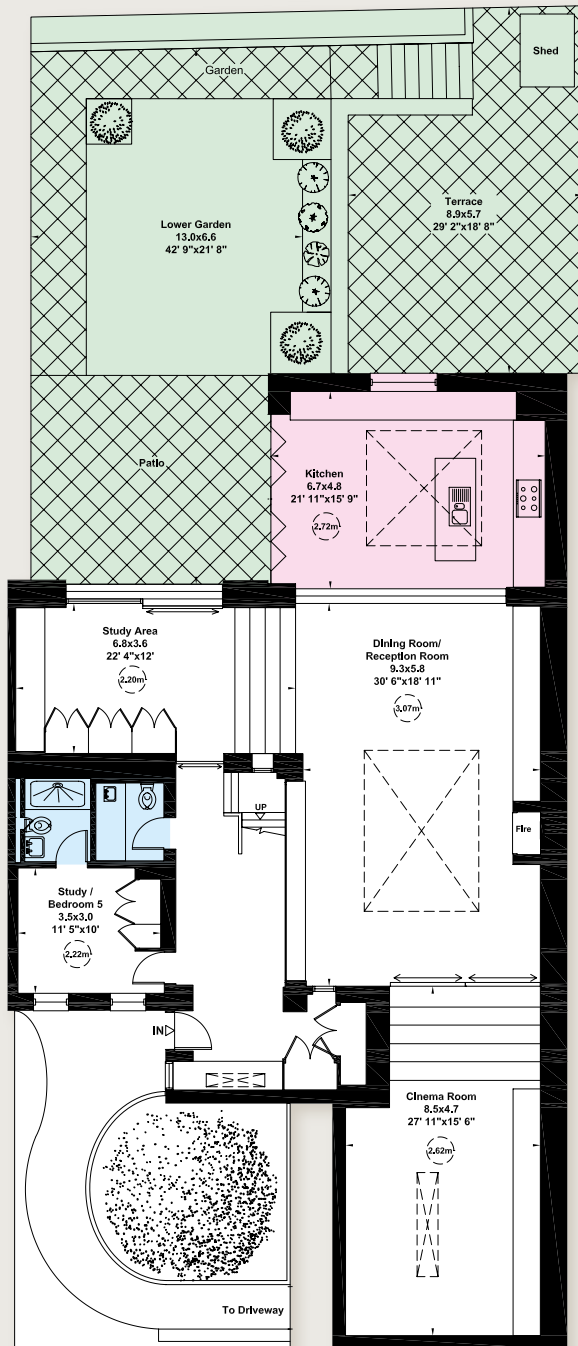 Shed
Garden
Terrace
8.9x5.7
29' 2"x18' 8"
Lower Garden
13.0x6.6
42' 9"x21' 8"
Patio
Kitchen
6.7x4.8
21' 11"x15' 9"
2.72m
Study Area
6.8x3.6
22' 4"x12'
2.20m
Dining Room/
Reception Room
9.3x5.8
30' 6"x18' 11"
3.07m
UP
Fire
Study /
Bedroom 5
3.5x3.0
11' 5"x10'
2.22m
IN
Cinema Room
8.5x4.7
27' 11"x15' 6"
2.62m
To Driveway